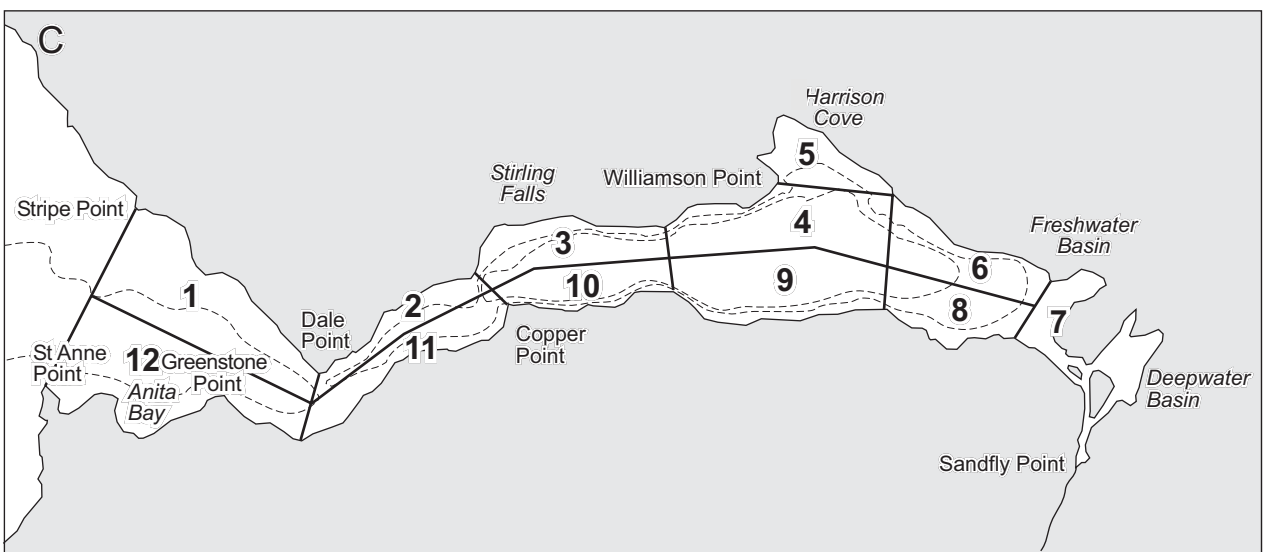 C
Harrison
Cove
5
Stirling
Falls
Williamson Point
Stripe Point
4
Freshwater
Basin
3
6
1
10
9
2
8
7
Dale
Point
11
Copper
Point
St Anne
Point
12
Greenstone
Point
Anita
Bay
Deepwater
Basin
Sandfly Point